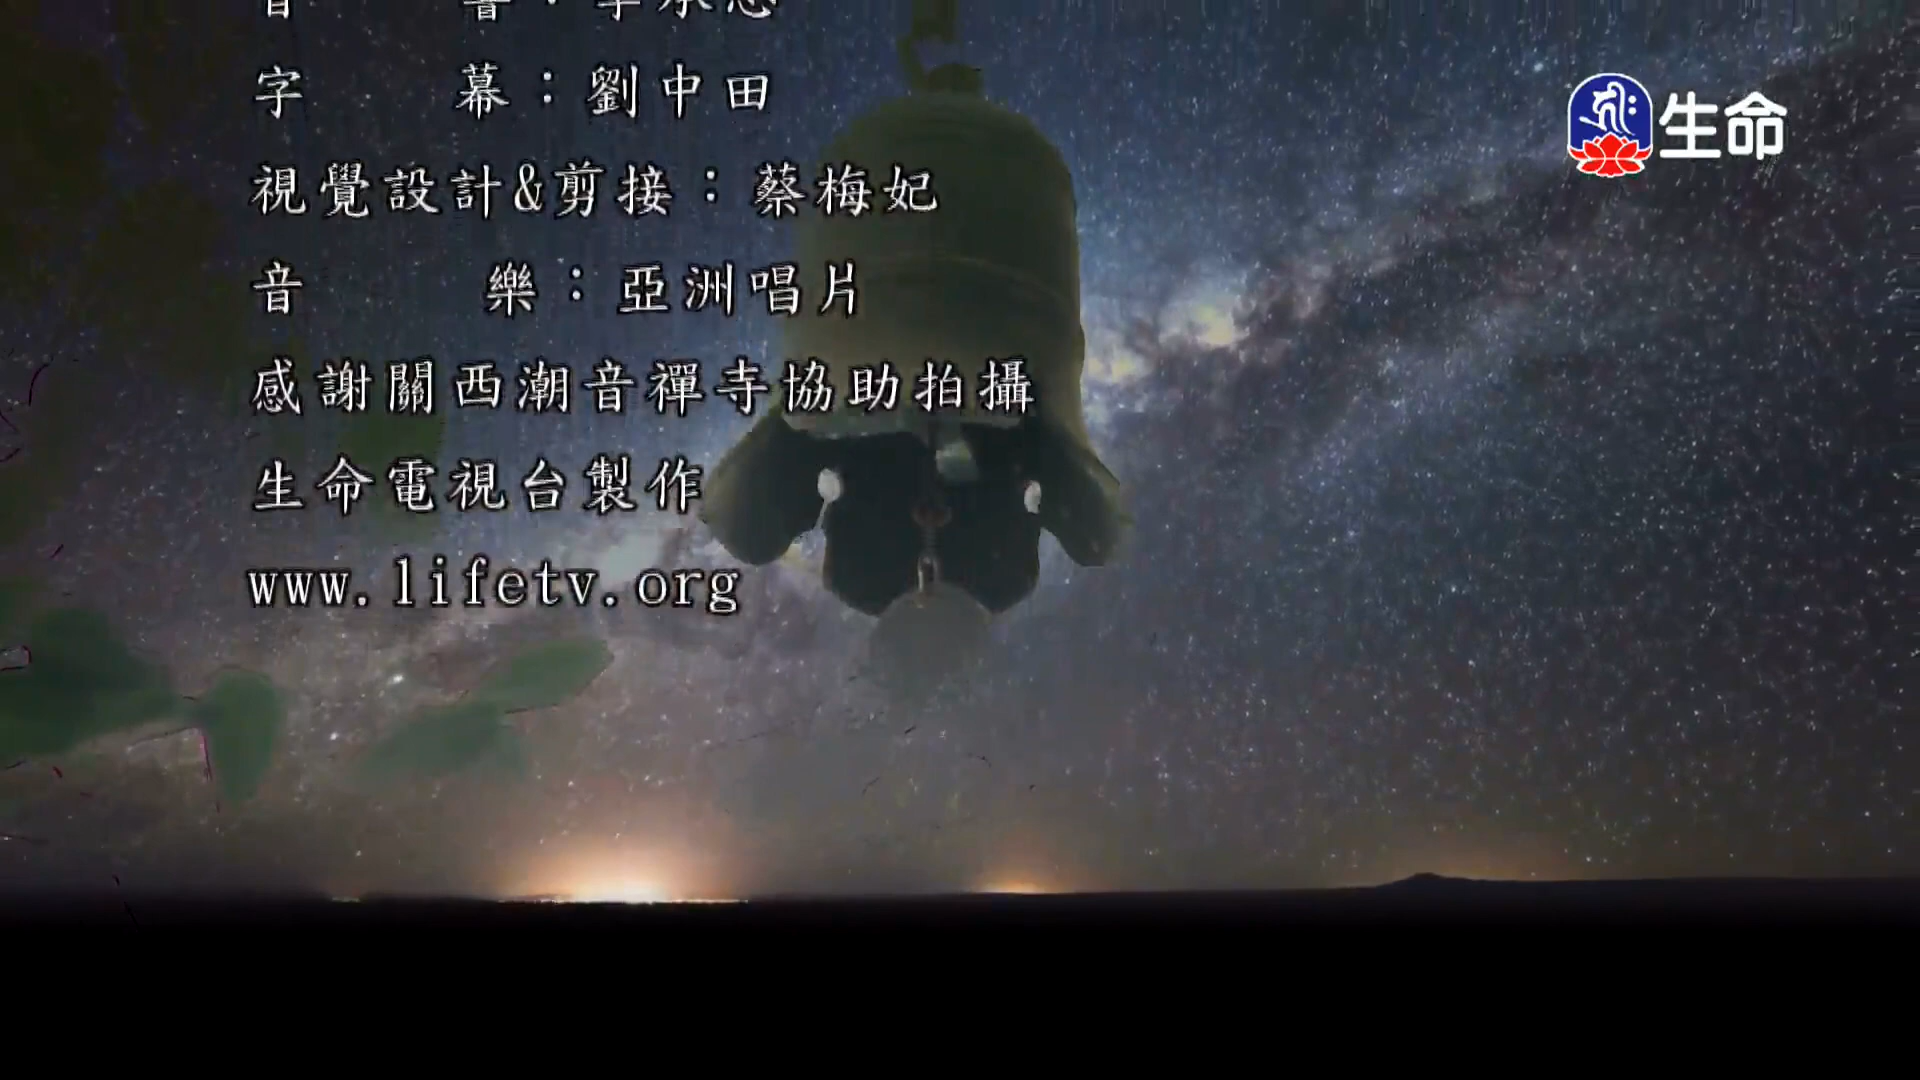 字　　幕：劉中田
生命
視覺設計&剪接：蔡梅妃
音　　樂：亞洲唱片
感謝關西潮音禪寺協助拍攝
生命電視台製作
www.lifetv.org